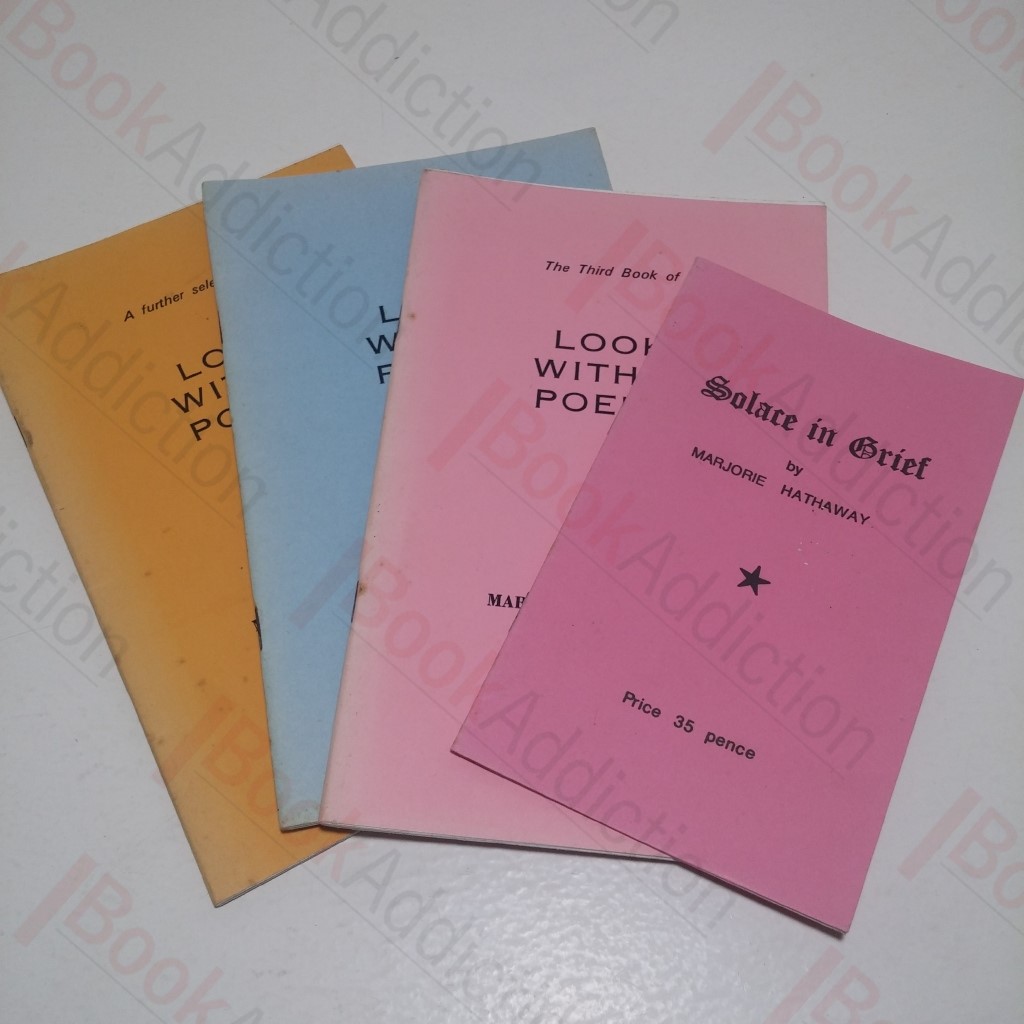 A further
LO
WIT
PO
L
W
The Third Book of
LOOK
WITH
POE
MAR
Solace in Grief
by
MARJORIE HATHAWAY
Price 35 pence
BookAddiction